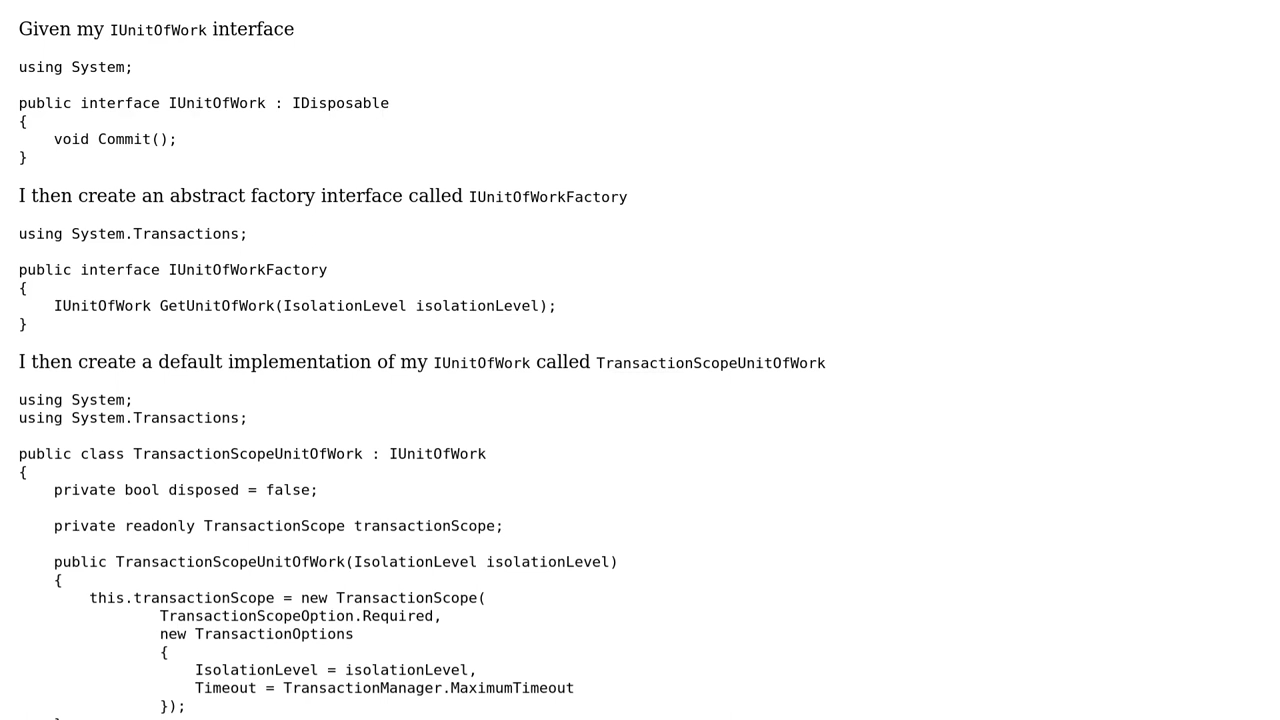 Given my IUnitOfWork interface
using System;
public interface IUnitOfWork : IDisposable
{
    void Commit();
}
I then create an abstract factory interface called IUnitOfWorkFactory
using System.Transactions;
public interface IUnitOfWorkFactory
{
    IUnitOfWork GetUnitOfWork(IsolationLevel isolationLevel);
}
I then create a default implementation of my IUnitOfWork called TransactionScopeUnitOfWork
using System;
using System.Transactions;
public class TransactionScopeUnitOfWork : IUnitOfWork
{
    private bool disposed = false;
    private readonly TransactionScope transactionScope;
    public TransactionScopeUnitOfWork(IsolationLevel isolationLevel)
    {
        this.transactionScope = new TransactionScope(
                TransactionScopeOption.Required,
                new TransactionOptions
                {
                    IsolationLevel = isolationLevel,
                    Timeout = TransactionManager.MaximumTimeout
                });